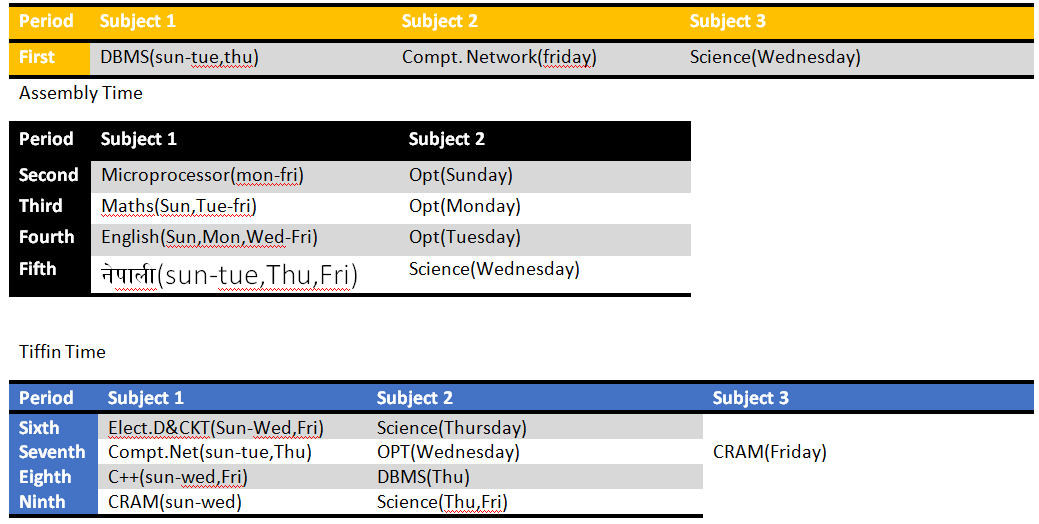 Period Subject 1 Subject 2 Subject 3
First DBMS(sun-tue,thu) Compt. Network(friday) Science(Wednesday)
Assembly Time
Period Subject 1 Subject 2
Second Microprocessor(mon-fri) Opt(Sunday)
Third Maths(Sun,Tue-fri) Opt(Monday)
Fourth English(Sun,Mon,Wed-Fri) Opt(Tuesday)
Fifth नेपाली(sun-tue,Thu,Fri) Science(Wednesday)
Tiffin Time
Period Subject 1 Subject 2 Subject 3
Sixth Elect.D&CKT(Sun-Wed,Fri) Science(Thursday)
Seventh Compt.Net(sun-tue,Thu) OPT(Wednesday) CRAM(Friday)
Eighth C++(sun-wed,Fri) DBMS(Thu)
Ninth CRAM(sun-wed) Science(Thu,Fri)